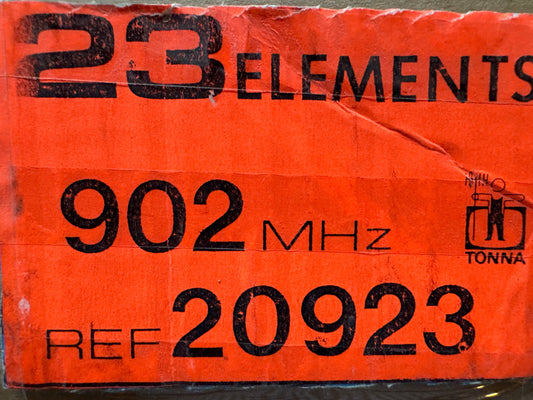 23 ELEMENTS
902 MHz
TONNA
REF 20923